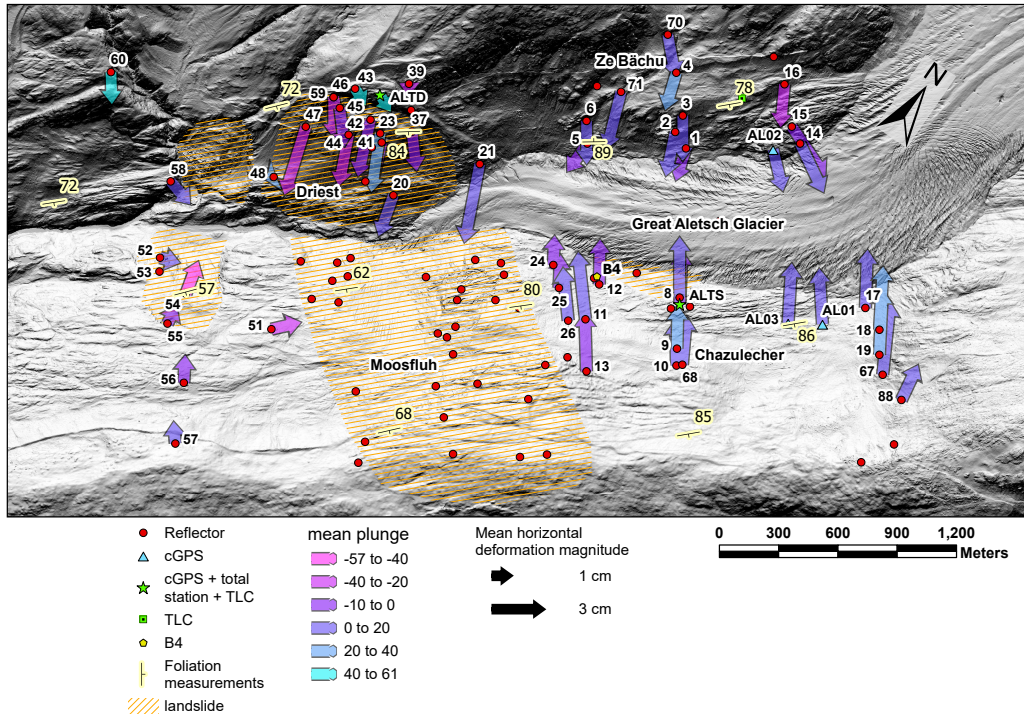 70
60
Ze Bächu
4
N
39
46
43
71
78
16
72
59
ALTD
47
45
6
3
15
42
23
37
2
14
44
41
84
5
89
1
AL02
21
58
48
Driest
20
72
Great Aletsch Glacier
52
53
57
62
24
B4
12
54
80
25
8
ALTS
17
55
51
26
11
AL03
AL01
86
18
9
Chazulecher
19
Moosfluh
10
68
67
56
13
88
68
85
57
Reflector
cGPS
cGPS + total
station + TLC
TLC
B4
Foliation
measurements
landslide
mean plunge
-57 to -40
-40 to -20
-10 to 0
0 to 20
20 to 40
40 to 61
Mean horizontal
deformation magnitude
1 cm
3 cm
0 300 600 900 1,200
Meters